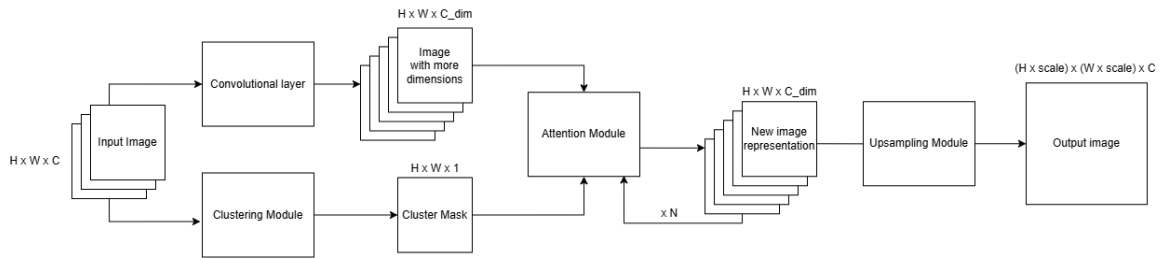 H x W x C
Input Image
Convolutional layer
H x W x C_dim
Image
with more
dimensions
Clustering Module
H x W x 1
Cluster Mask
Attention Module
x N
H x W x C_dim
New image
representation
Upsampling Module
(H x scale) x (W x scale) x C
Output image